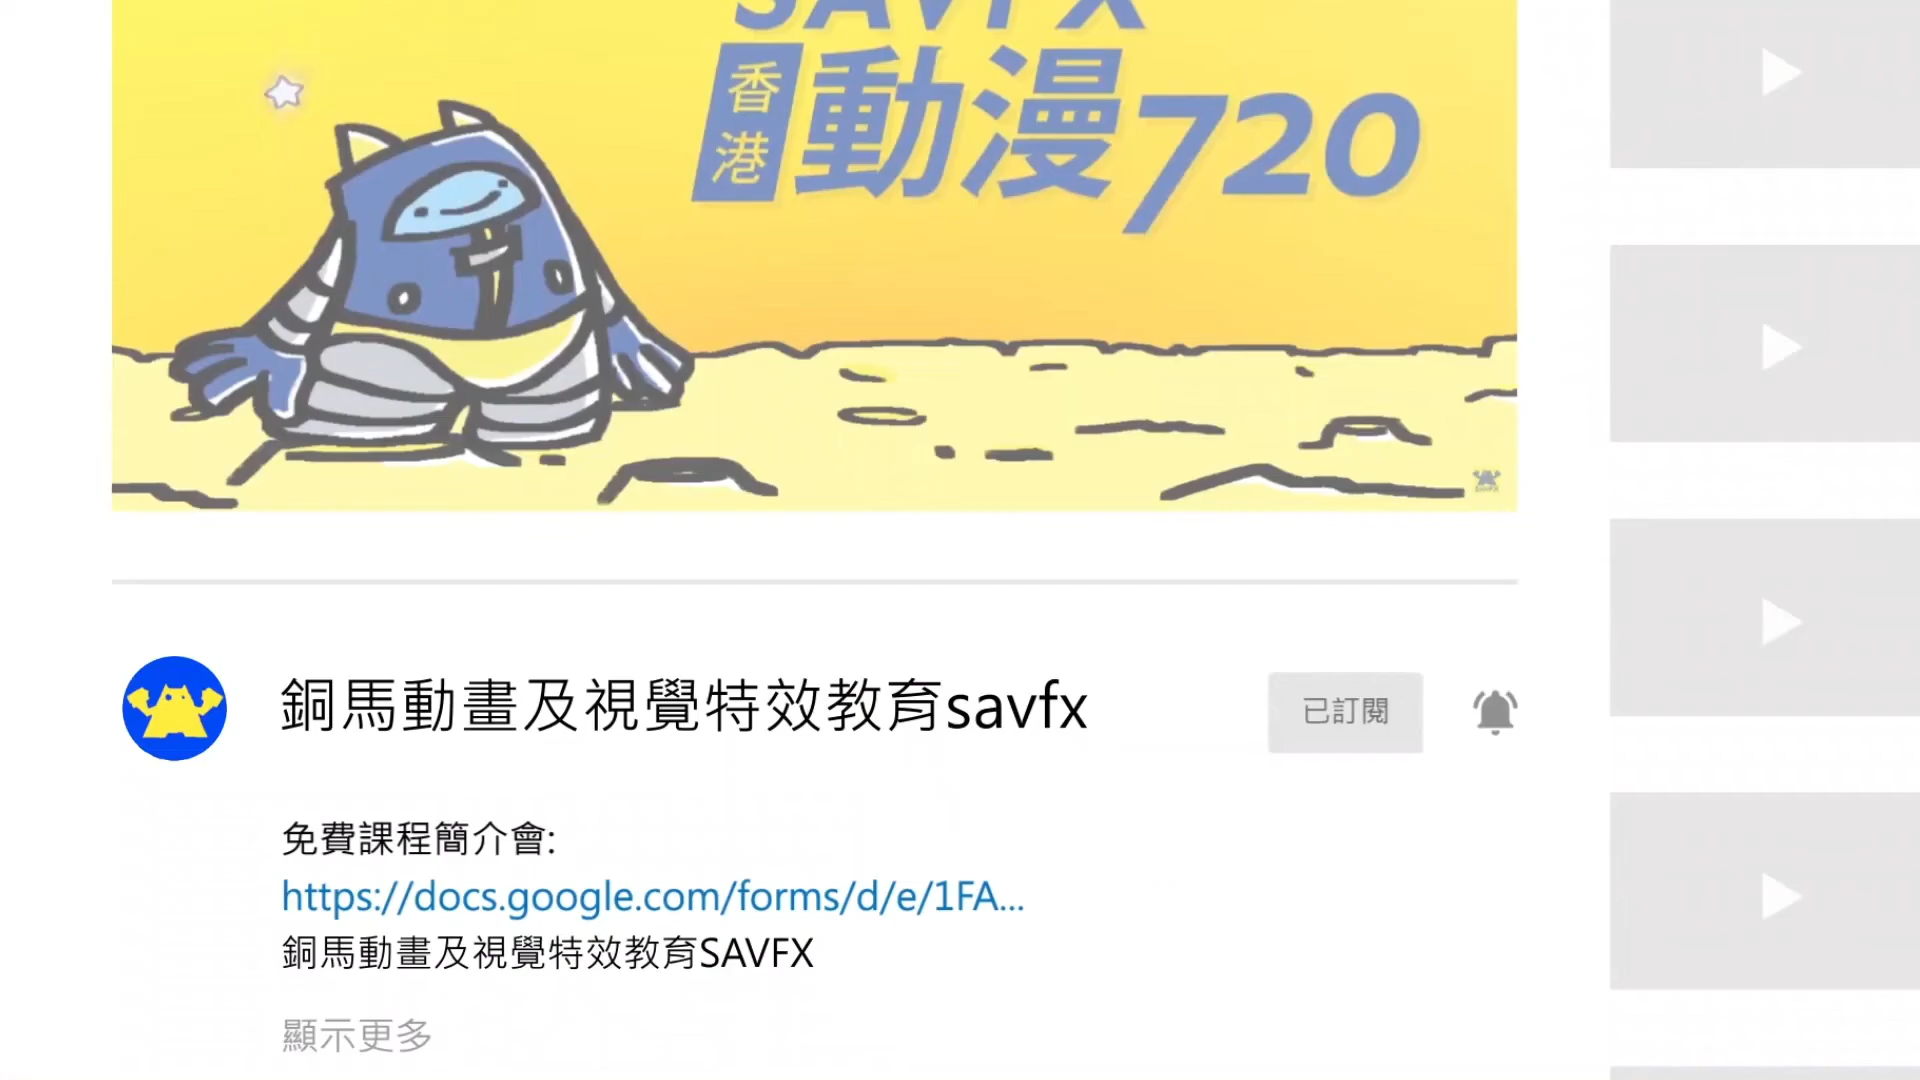 SAVFX
香港
動漫720
銅馬動畫及視覺特效教育savfx
已訂閱
免費課程簡介會:
https://docs.google.com/forms/d/e/1FA...
銅馬動畫及視覺特效教育SAVFX
顯示更多